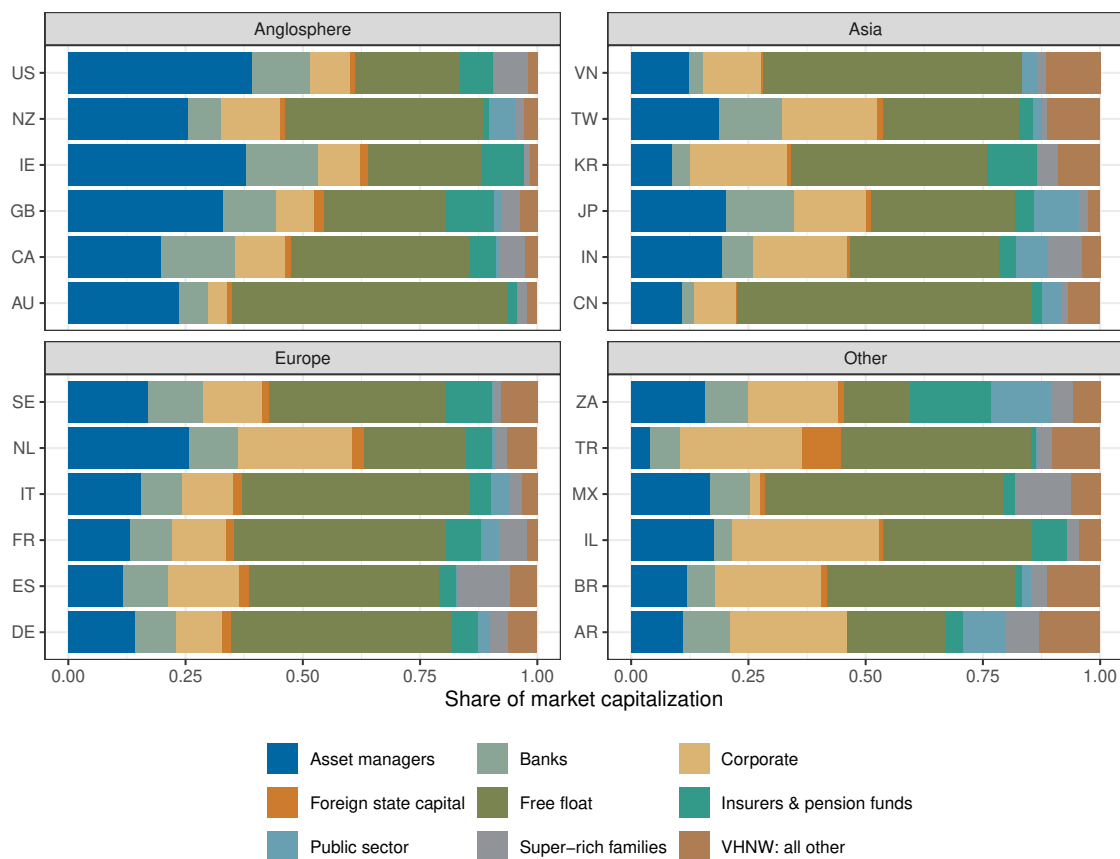 Anglosphere
Asia
US
NZ
IE
GB
CA
AU
VN
TW
KR
JP
IN
CN
Europe
Other
SE
NL
IT
FR
ES
DE
ZA
TR
MX
IL
BR
AR
0.00 0.25 0.50 0.75 1.00
0.00 0.25 0.50 0.75 1.00
Share of market capitalization
Asset managers Banks Corporate
Foreign state capital Free float Insurers & pension funds
Public sector Super−rich families VHNW: all other